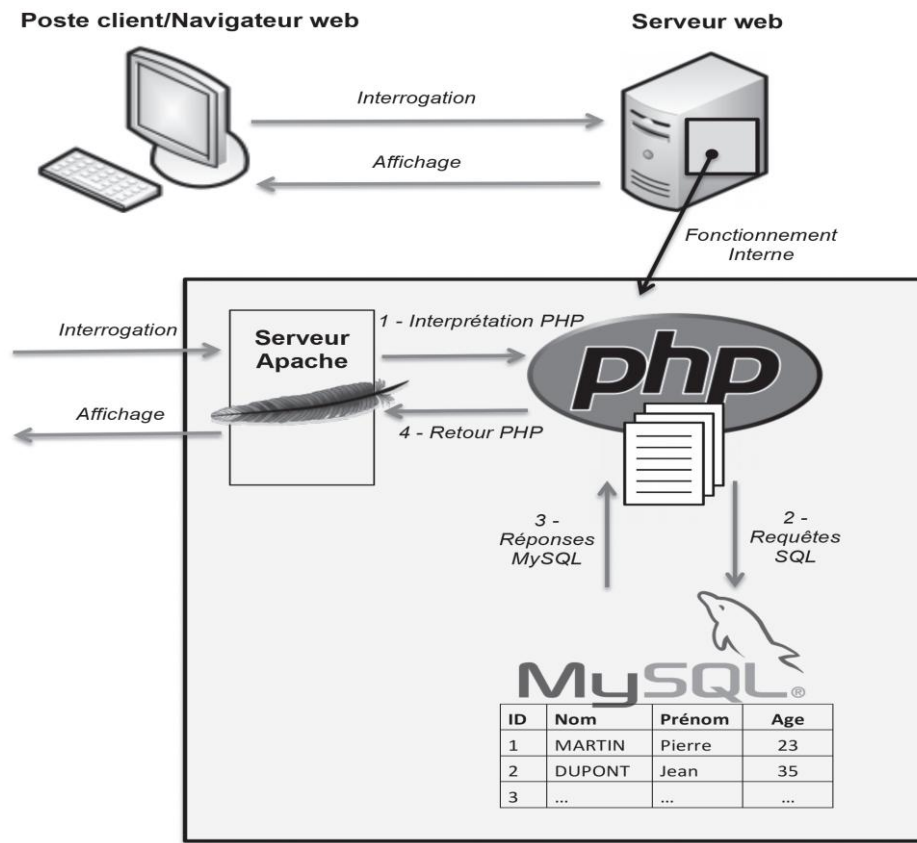 Poste client/Navigateur web
Serveur web
Interrogation
Affichage
Fonctionnement
Interne
Interrogation
Affichage
Serveur
Apache
1 - Interprétation PHP
4 - Retour PHP
php
3 -
Réponses
MySQL
2 -
Requêtes
SQL
MySQL®
ID Nom Prénom Age
1 MARTIN Pierre 23
2 DUPONT Jean 35
3 ... ... ...